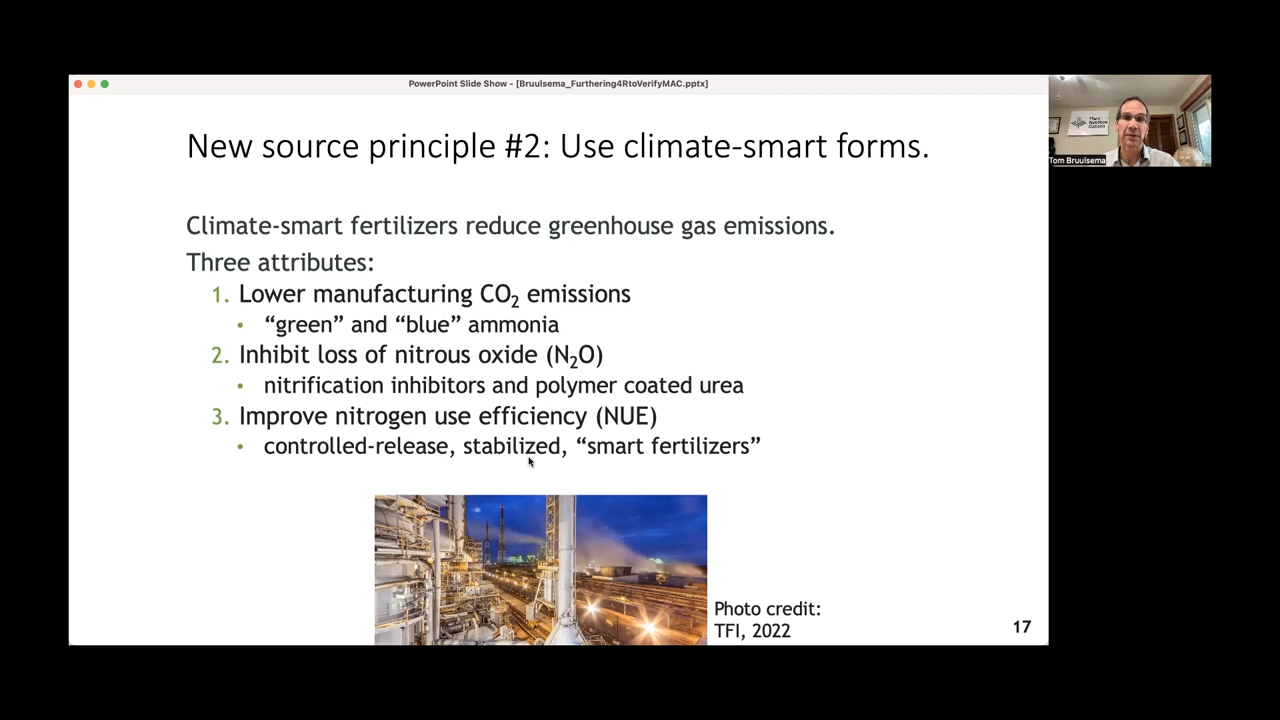 PowerPoint Slide Show - [Bruulsema_Furthering4RtoVerifyMAC.pptx]
New source principle #2: Use climate-smart forms.
Climate-smart fertilizers reduce greenhouse gas emissions.
Three attributes:
1. Lower manufacturing CO₂ emissions
• “green” and “blue” ammonia
2. Inhibit loss of nitrous oxide (N₂O)
• nitrification inhibitors and polymer coated urea
3. Improve nitrogen use efficiency (NUE)
• controlled-release, stabilized, “smart fertilizers”
Photo credit:
TFI, 2022
17
Plant
Nutrition
Canada
Tom Bruulsema